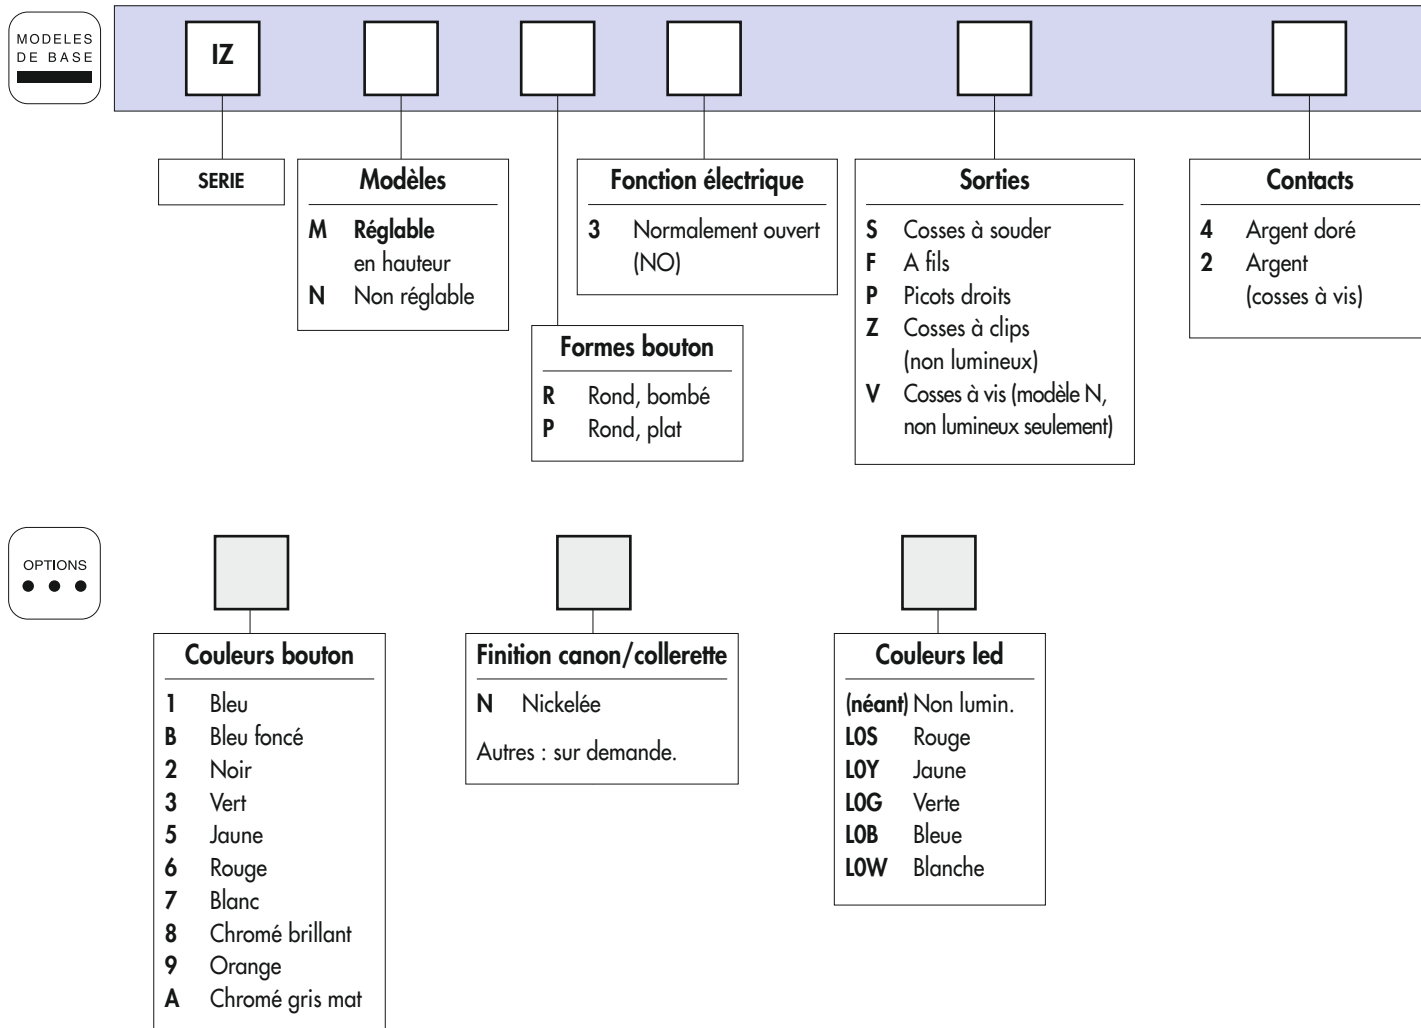 MODELES
DE BASE
IZ
SERIE
Modèles
M Réglable
en hauteur
N Non réglable
Formes bouton
R Rond, bombé
P Rond, plat
Fonction électrique
3 Normalement ouvert
(NO)
Sorties
S Cosses à souder
F A fils
P Picots droits
Z Cosses à clips
(non lumineux)
V Cosses à vis (modèle N,
non lumineux seulement)
Contacts
4 Argent doré
2 Argent
(cosses à vis)
OPTIONS
Couleurs bouton
1 Bleu
B Bleu foncé
2 Noir
3 Vert
5 Jaune
6 Rouge
7 Blanc
8 Chromé brillant
9 Orange
A Chromé gris mat
Finition canon/collerette
N Nickelée
Autres : sur demande.
Couleurs led
(néant) Non lumin.
L0S Rouge
L0Y Jaune
L0G Verte
L0B Bleue
L0W Blanche